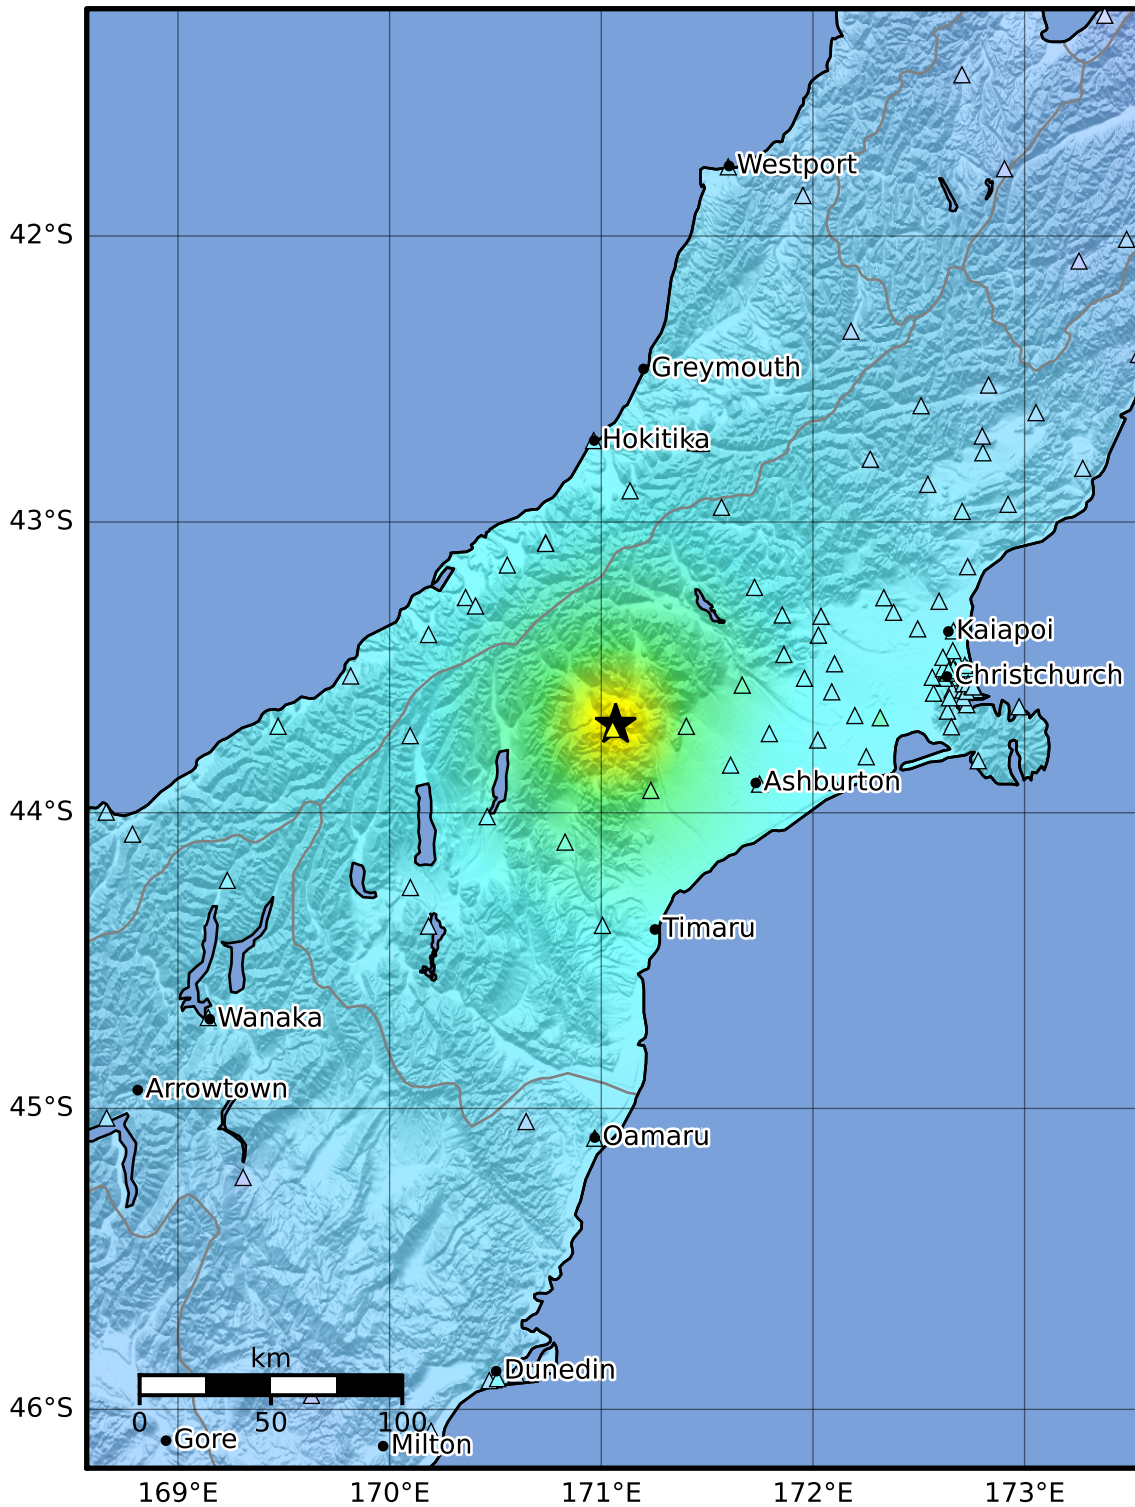 Westport
42°S
Greymouth
Hokitika
43°S
Kaiapoi
Christchurch
Ashburton
44°S
Timaru
Wanaka
Arrowtown
45°S
Oamaru
km
Dunedin
46°S
0 50 100
Gore
Milton
169°E 170°E 171°E 172°E 173°E